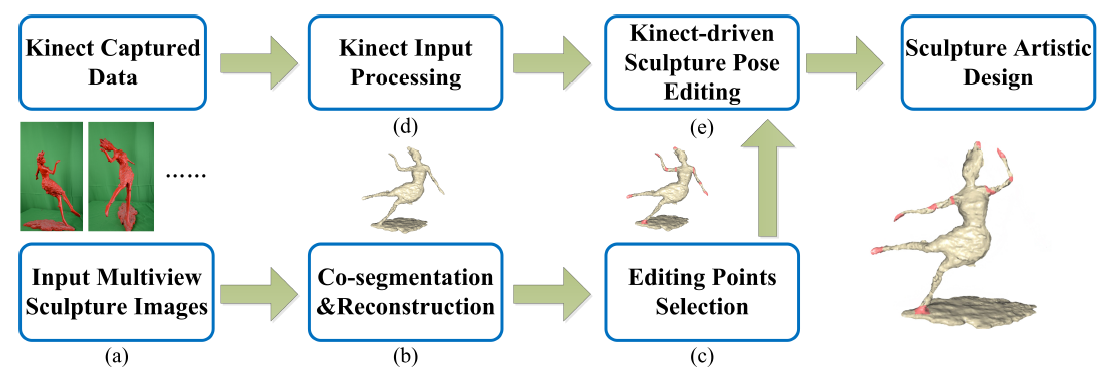 Kinect Captured
Data
Kinect Input
Processing
Kinect-driven
Sculpture Pose
Editing
Sculpture Artistic
Design
(d)
(e)
......
Input Multiview
Sculpture Images
Co-segmentation
&Reconstruction
Editing Points
Selection
(a)
(b)
(c)